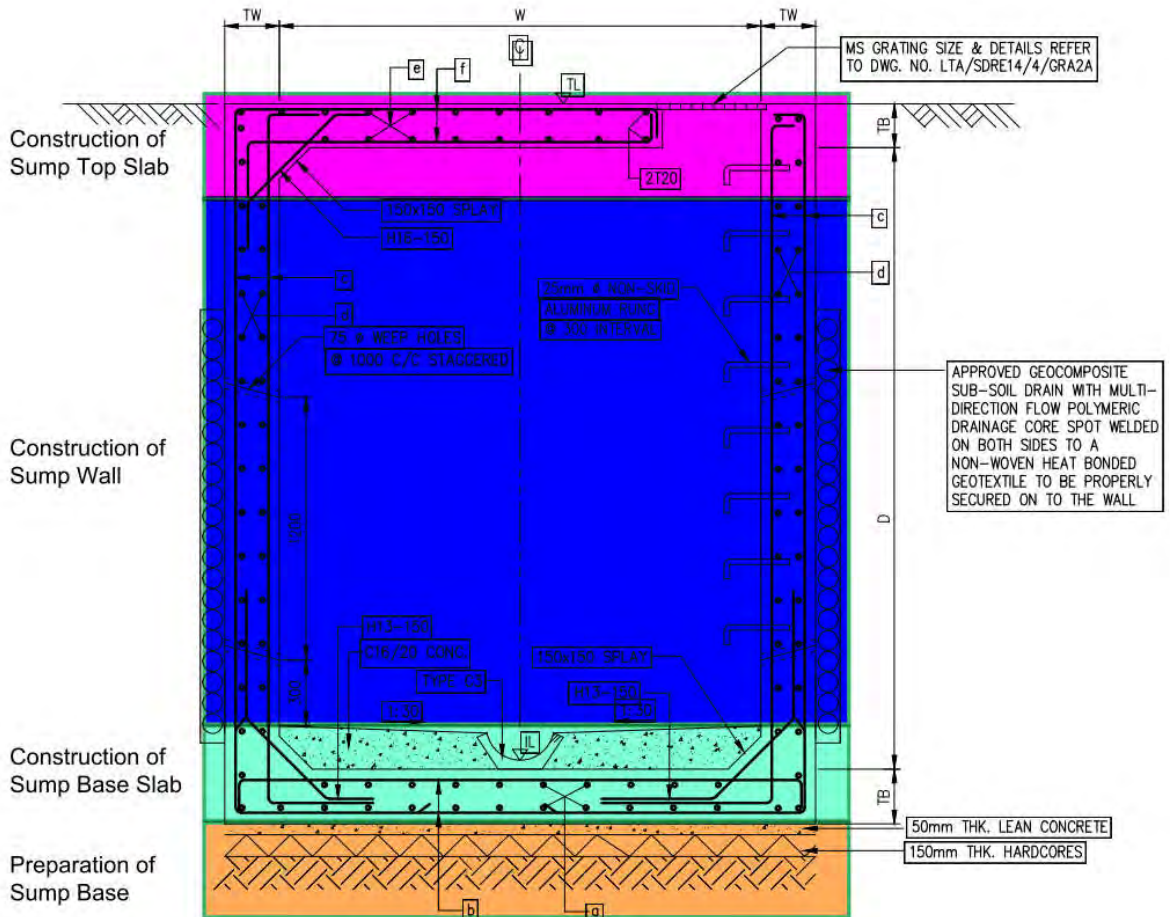 TW
W
TW
℄
MS GRATING SIZE & DETAILS REFER
TO DWG. NO. LTA/SDRE14/4/GRA2A
e
f
TL
TB
Construction of
Sump Top Slab
2T20
150x150 SPLAY
H16-150
c
c
d
d
25mm ø NON-SKID
ALUMINUM RUNG
@ 300 INTERVAL
75 ø WEEP HOLES
@ 1000 C/C STAGGERED
APPROVED GEOCOMPOSITE
SUB-SOIL DRAIN WITH MULTI-
DIRECTION FLOW POLYMERIC
DRAINAGE CORE SPOT WELDED
ON BOTH SIDES TO A
NON-WOVEN HEAT BONDED
GEOTEXTILE TO BE PROPERLY
SECURED ON TO THE WALL
Construction of
Sump Wall
1200
D
H13-150
C16/20 CONC.
TYPE C3
150x150 SPLAY
H13-150
300
1:30
1:30
IL
Construction of
Sump Base Slab
TB
50mm THK. LEAN CONCRETE
150mm THK. HARDCORES
Preparation of
Sump Base
b
a